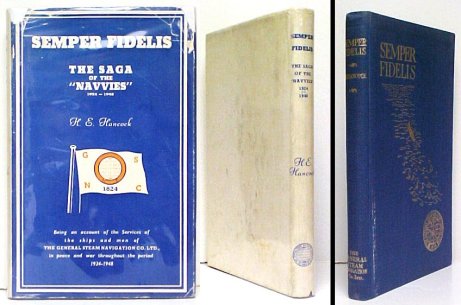 SEMPER FIDELIS
THE SAGA
OF THE
"NAVVIES"
1924 – 1948
H. E. Hancock
G S
N C
1824
Being an account of the Services of
the ships and men of
THE GENERAL STEAM NAVIGATION CO. LTD.,
in peace and war throughout the period
1924-1948
SEMPER
FIDELIS
THE SAGA
OF THE
"NAVVIES"
1924
1948
H. E.
Hancock
SEMPER
FIDELIS
HANCOCK
THE
GENERAL
STEAM
NAVIGATION
SEMPER
FIDELIS